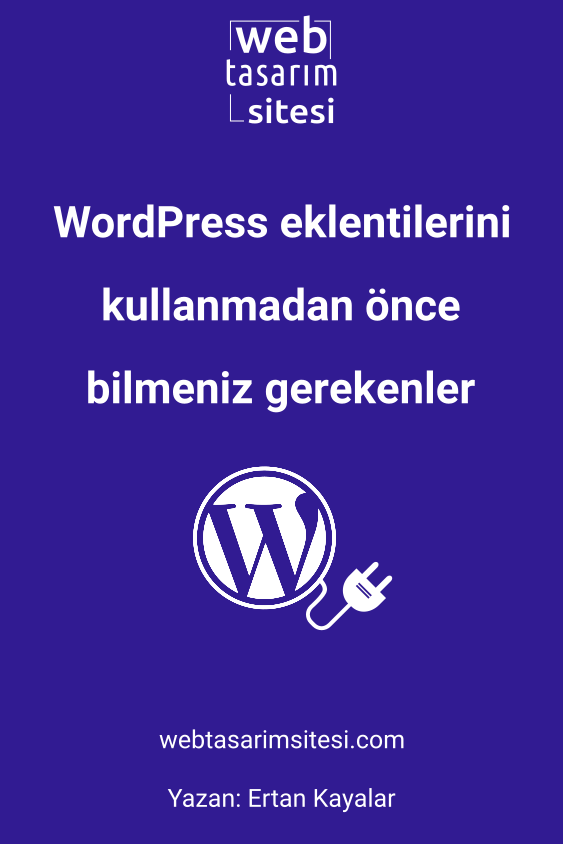 web
tasarım
sitesi
WordPress eklentilerini
kullanmadan önce
bilmeniz gerekenler
W
webtasarimsitesi.com
Yazan: Ertan Kayalar